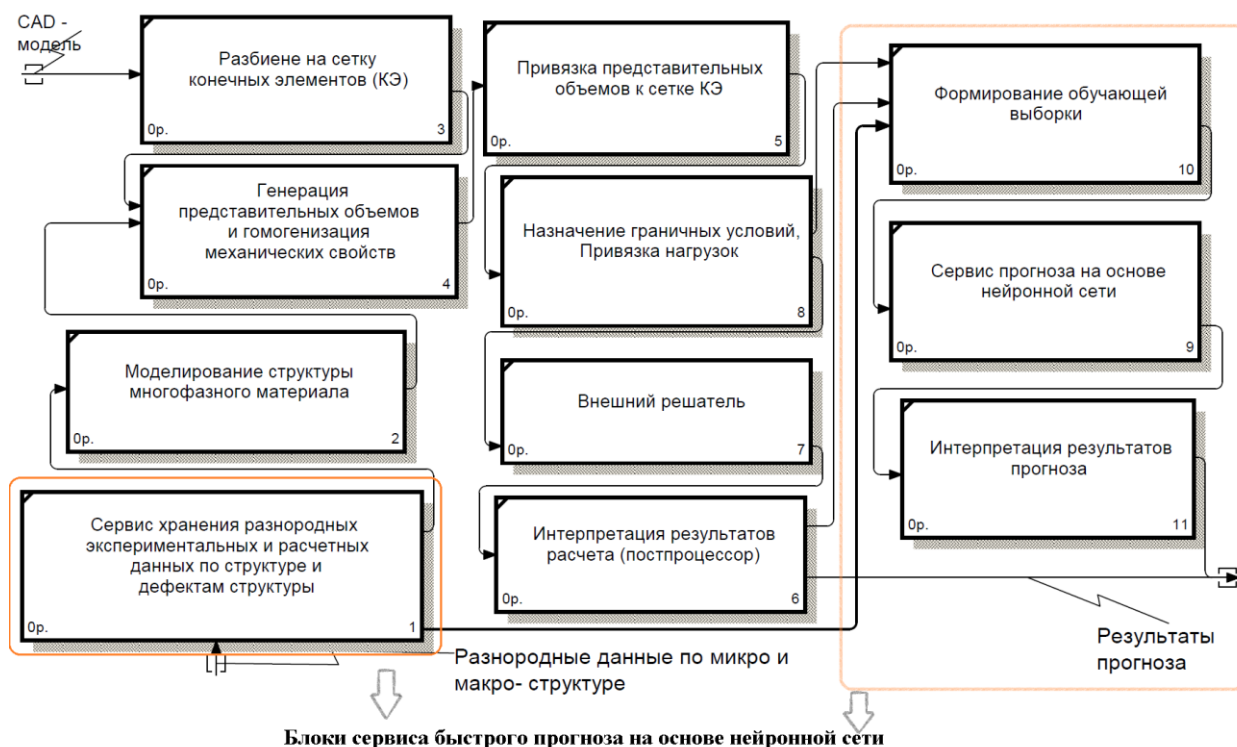 CAD -
модель
Разбиене на сетку
конечных элементов (КЭ)
0р.
3
Генерация
представительных объемов
и гомогенизация
механических свойств
0р.
4
Моделирование структуры
многофазного материала
0р.
2
Сервис хранения разнородных
экспериментальных и расчетных
данных по структуре и
дефектам структуры
0р.
1
Привязка представительных
объемов к сетке КЭ
0р.
5
Назначение граничных условий,
Привязка нагрузок
0р.
8
Внешний решатель
0р.
7
Интерпретация результатов
расчета (постпроцессор)
0р.
6
Формирование обучающей
выборки
0р.
10
Сервис прогноза на основе
нейронной сети
0р.
9
Интерпретация результатов
прогноза
0р.
11
Разнородные данные по микро и
макро- структуре
Результаты
прогноза
Блоки сервиса быстрого прогноза на основе нейронной сети